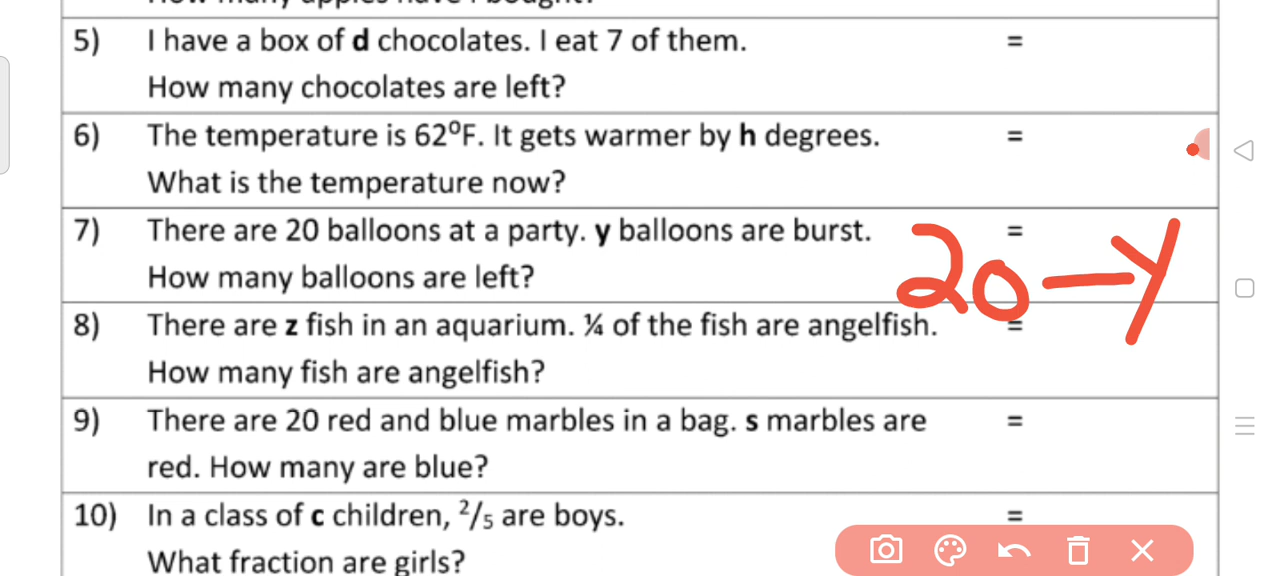 5) I have a box of d chocolates. I eat 7 of them. =
How many chocolates are left?
6) The temperature is 62⁰F. It gets warmer by h degrees. =
What is the temperature now?
7) There are 20 balloons at a party. y balloons are burst. =
How many balloons are left?
20-y
8) There are z fish in an aquarium. ¼ of the fish are angelfish. =
How many fish are angelfish?
9) There are 20 red and blue marbles in a bag. s marbles are =
red. How many are blue?
10) In a class of c children, ²/₅ are boys. =
What fraction are girls?